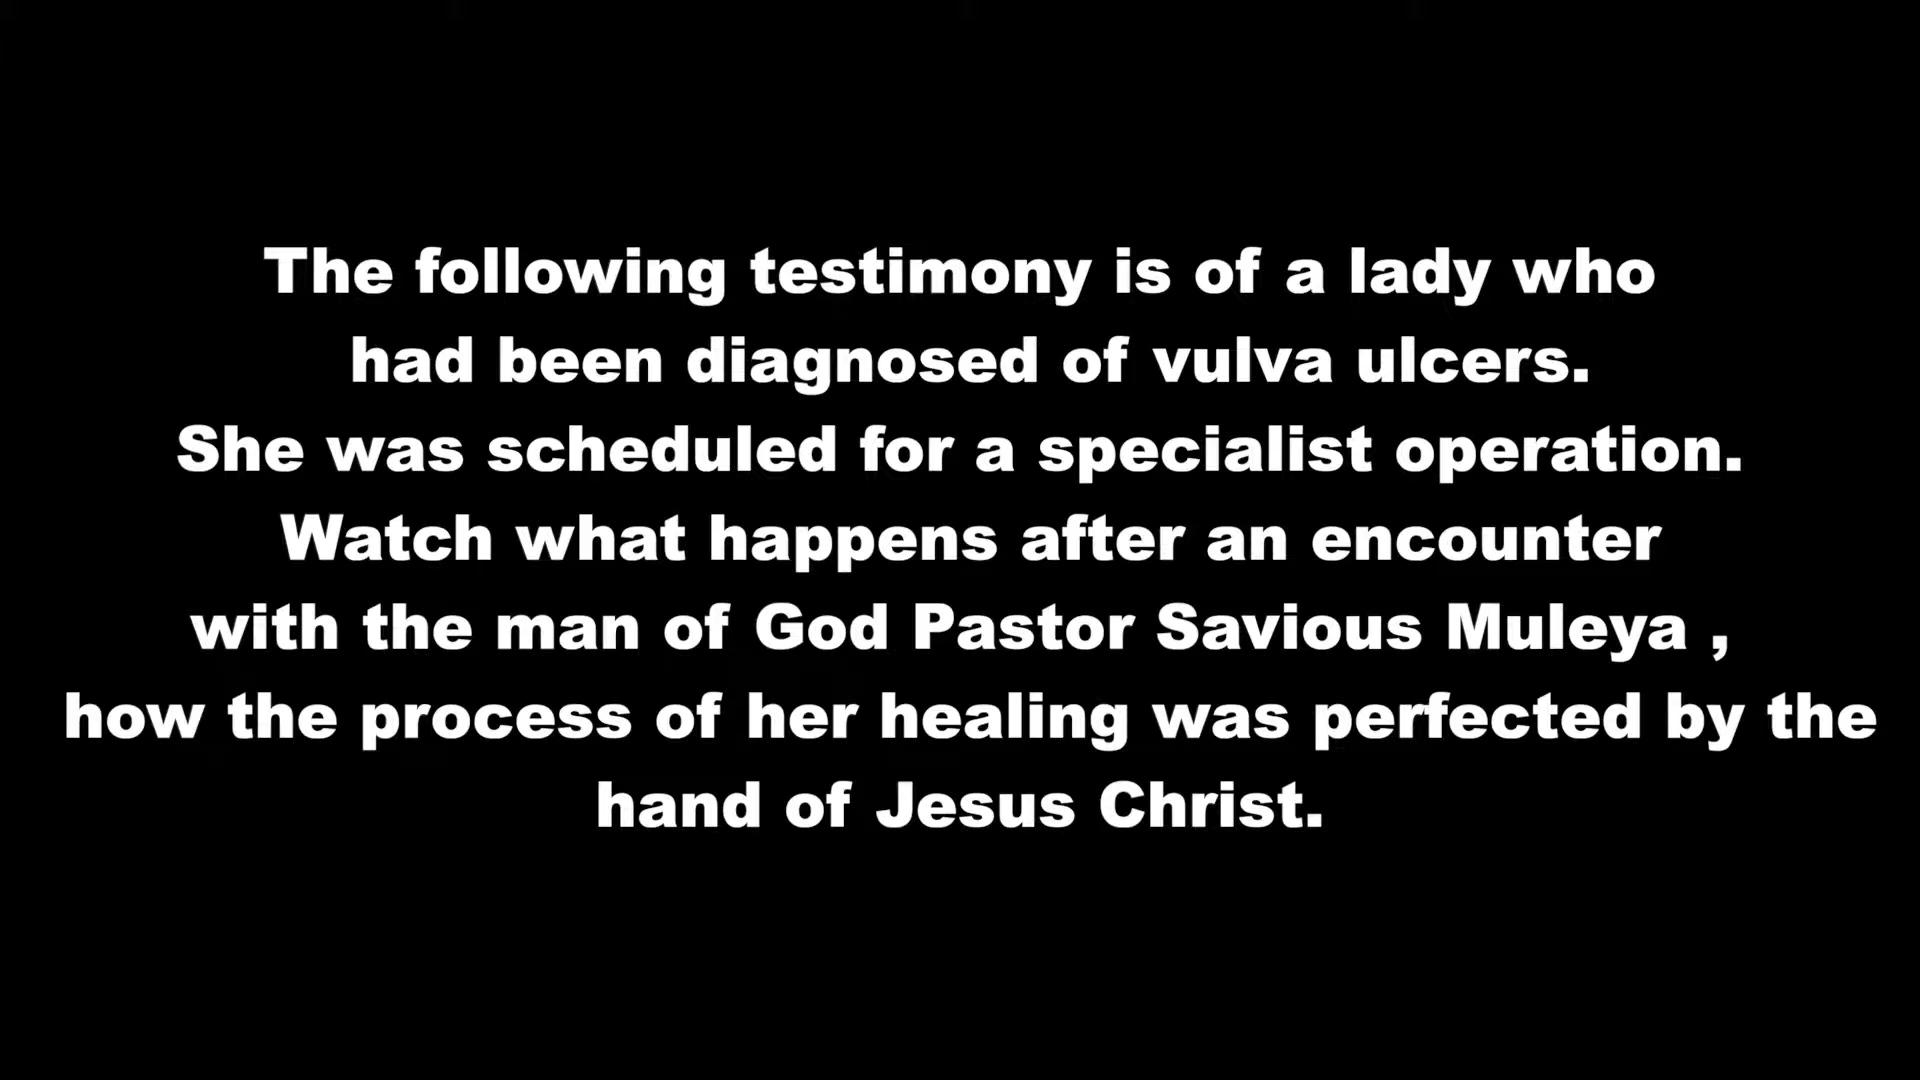 The following testimony is of a lady who
had been diagnosed of vulva ulcers.
She was scheduled for a specialist operation.
Watch what happens after an encounter
with the man of God Pastor Savious Muleya ,
how the process of her healing was perfected by the
hand of Jesus Christ.